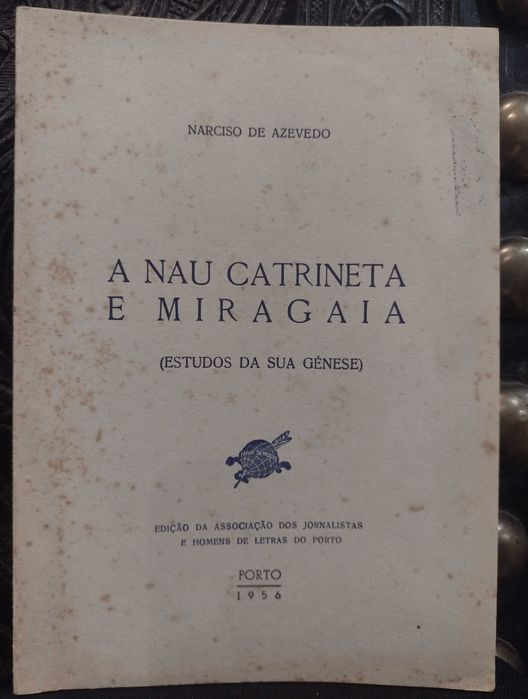 NARCISO DE AZEVEDO
A NAU CATRINETA
E MIRAGAIA
(ESTUDOS DA SUA GÉNESE)
EDIÇÃO DA ASSOCIAÇÃO DOS JORNALISTAS
E HOMENS DE LETRAS DO PORTO
PORTO
1956